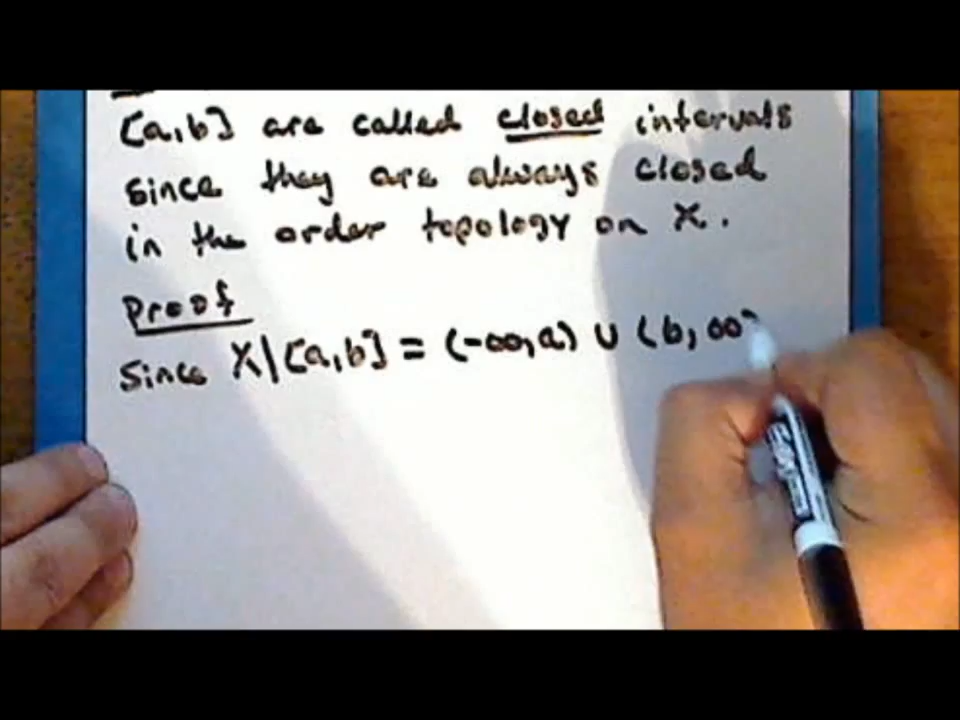 [a,b] are called closed intervals
since they are always closed
in the order topology on X.
Proof
Since X|[a,b] = (-∞,a) ∪ (b,∞)